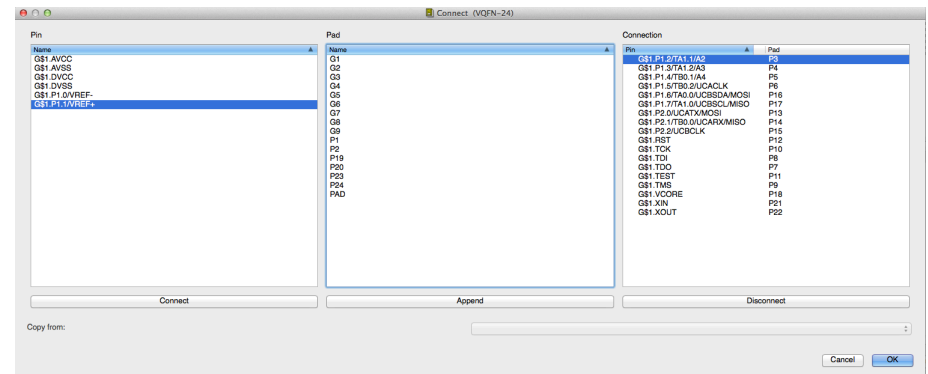 Connect (VQFN-24)
Pin
Name
G$1.AVCC
G$1.AVSS
G$1.DVCC
G$1.DVSS
G$1.P1.0/VREF-
G$1.P1.1/VREF+
Connect
Pad
Name
G1
G2
G3
G4
G5
G6
G7
G8
G9
P1
P2
P19
P20
P23
P24
PAD
Append
Connection
Pin Pad
G$1.P1.2/TA1.1/A2 P3
G$1.P1.3/TA1.2/A3 P4
G$1.P1.4/TB0.1/A4 P5
G$1.P1.5/TB0.2/UCACLK P6
G$1.P1.6/TA0.0/UCBSDA/MOSI P16
G$1.P1.7/TA1.0/UCBSCL/MISO P17
G$1.P2.0/UCATX/MOSI P13
G$1.P2.1/TB0.0/UCARX/MISO P14
G$1.P2.2/UCBCLK P15
G$1.RST P12
G$1.TCK P10
G$1.TDI P8
G$1.TDO P7
G$1.TEST P11
G$1.TMS P9
G$1.VCORE P18
G$1.XIN P21
G$1.XOUT P22
Disconnect
Copy from:
Cancel OK